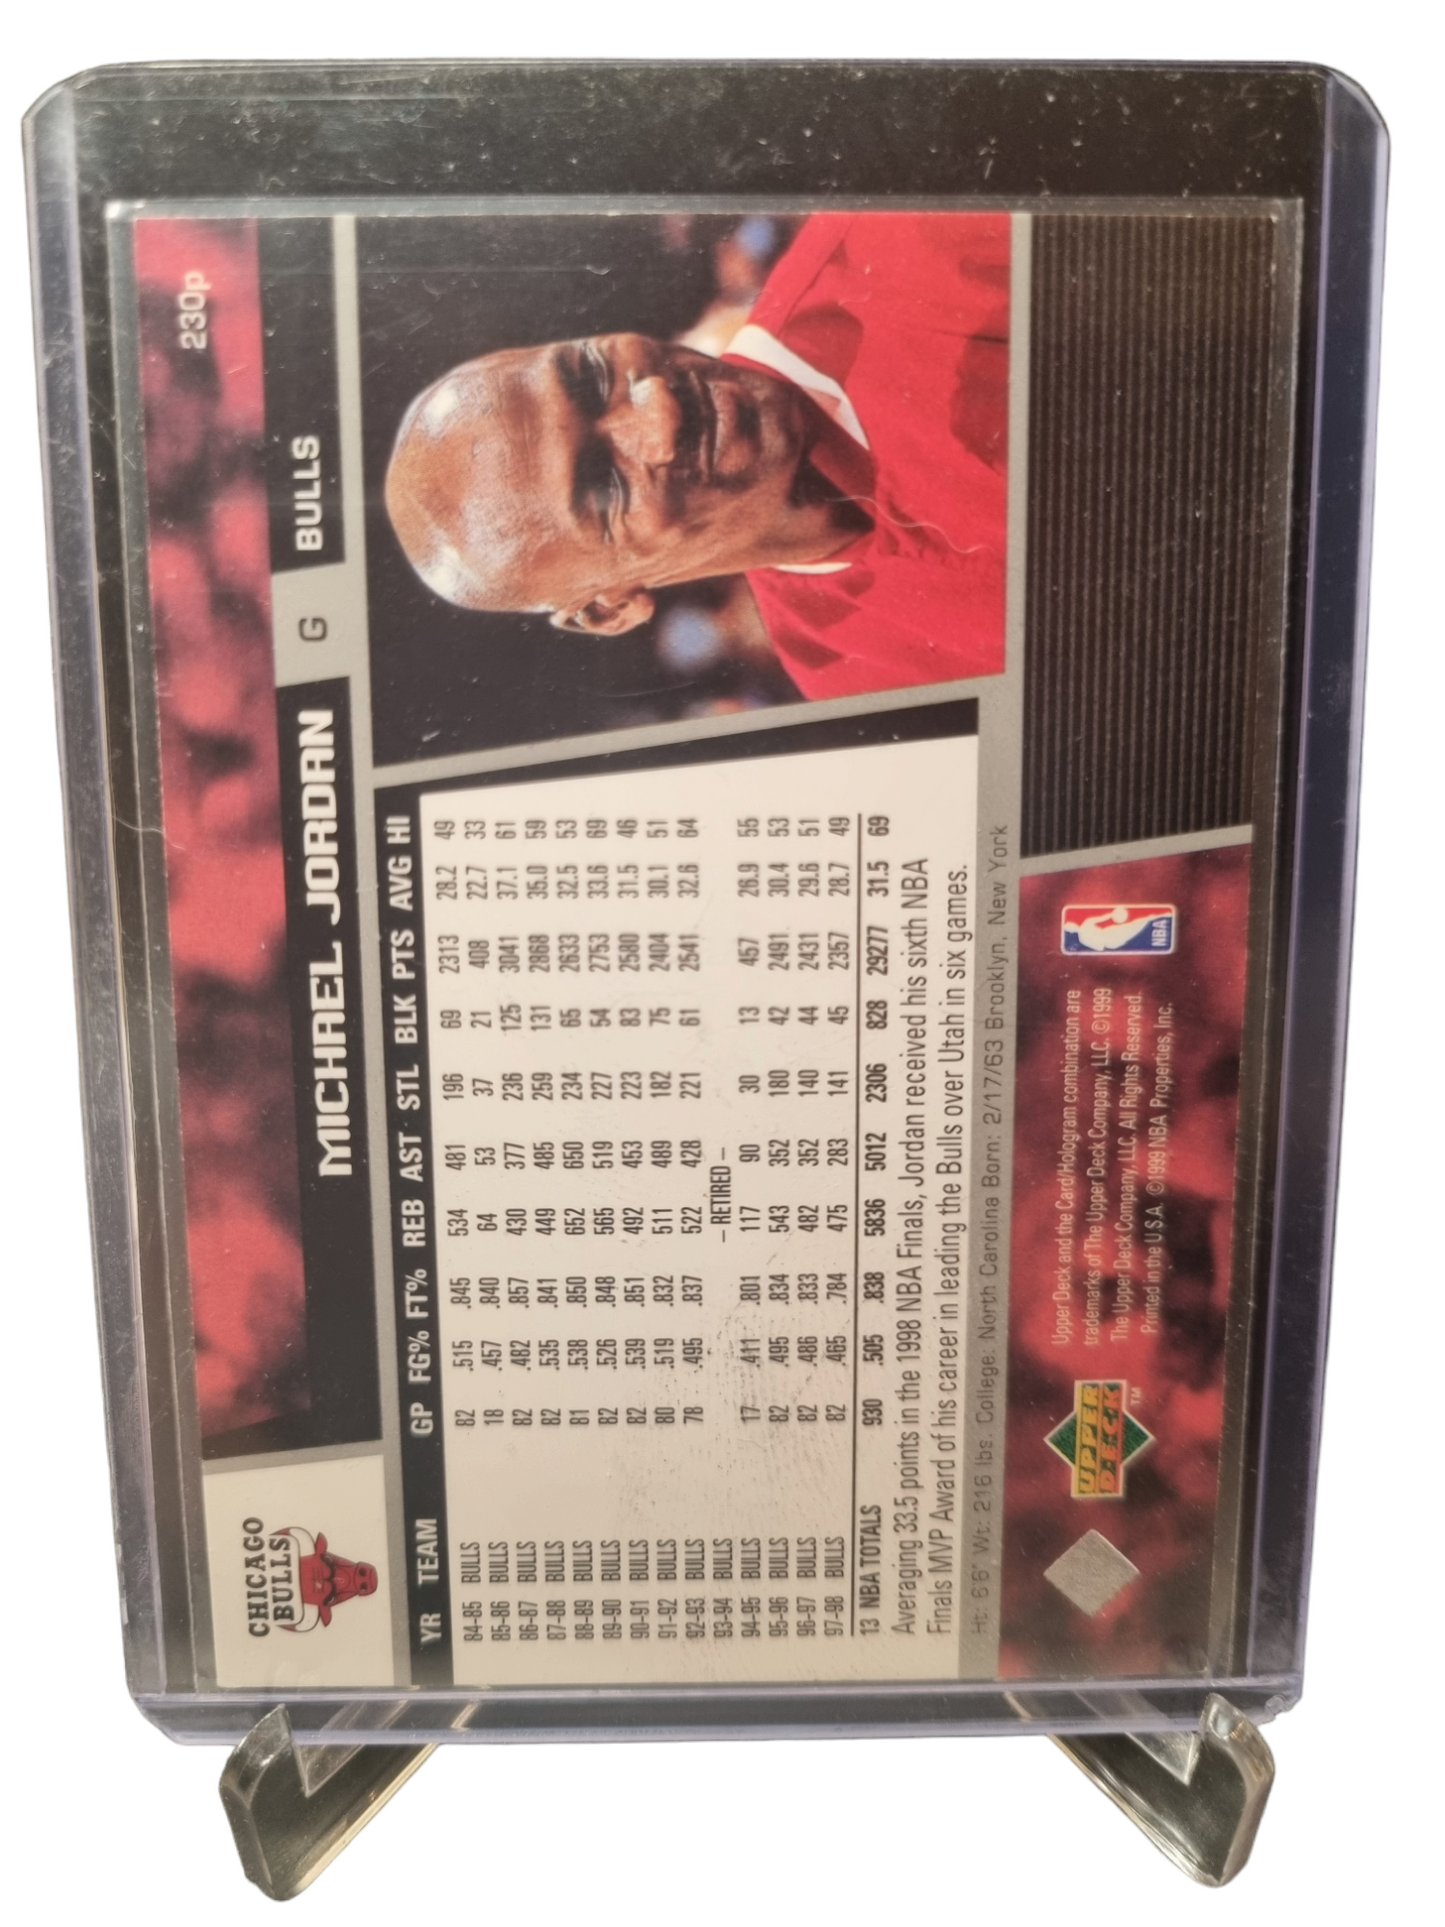 230p
CHICAGO
BULLS
MICHAEL JORDAN G BULLS
YR TEAM GP FG% FT% REB AST STL BLK PTS AVG HI
84-85 BULLS 82 .515 .845 534 481 196 69 2313 28.2 49
85-86 BULLS 18 .457 .840 64 53 37 21 408 22.7 33
86-87 BULLS 82 .482 .857 430 377 236 125 3041 37.1 61
87-88 BULLS 82 .535 .841 449 485 259 131 2868 35.0 59
88-89 BULLS 81 .538 .850 652 650 234 65 2633 32.5 53
89-90 BULLS 82 .526 .848 565 519 227 54 2753 33.6 69
90-91 BULLS 82 .539 .851 492 453 223 83 2580 31.5 46
91-92 BULLS 80 .519 .832 511 489 182 75 2404 30.1 51
92-93 BULLS 78 .495 .837 522 428 221 61 2541 32.6 64
93-94 BULLS – RETIRED –
94-95 BULLS 17 .411 .801 117 90 30 13 457 26.9 55
95-96 BULLS 82 .495 .834 543 352 180 42 2491 30.4 53
96-97 BULLS 82 .486 .833 482 352 140 44 2431 29.6 51
97-98 BULLS 82 .465 .784 475 283 141 45 2357 28.7 49
13 NBA TOTALS 930 .505 .838 5836 5012 2306 828 29277 31.5 69
Averaging 33.5 points in the 1998 NBA Finals, Jordan received his sixth NBA
Finals MVP Award of his career in leading the Bulls over Utah in six games.
Ht: 6'6" Wt: 216 lbs. College: North Carolina Born: 2/17/63 Brooklyn, New York
UPPER
DECK
TM
Upper Deck and the Card/Hologram combination are
trademarks of The Upper Deck Company, LLC. ©1999
The Upper Deck Company, LLC. All Rights Reserved.
Printed in the U.S.A. ©1999 NBA Properties, Inc.
NBA